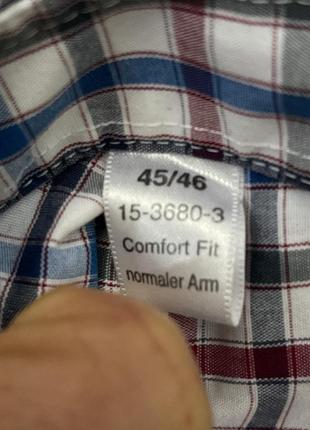 45/46
15-3680-3
Comfort Fit
normaler Arm